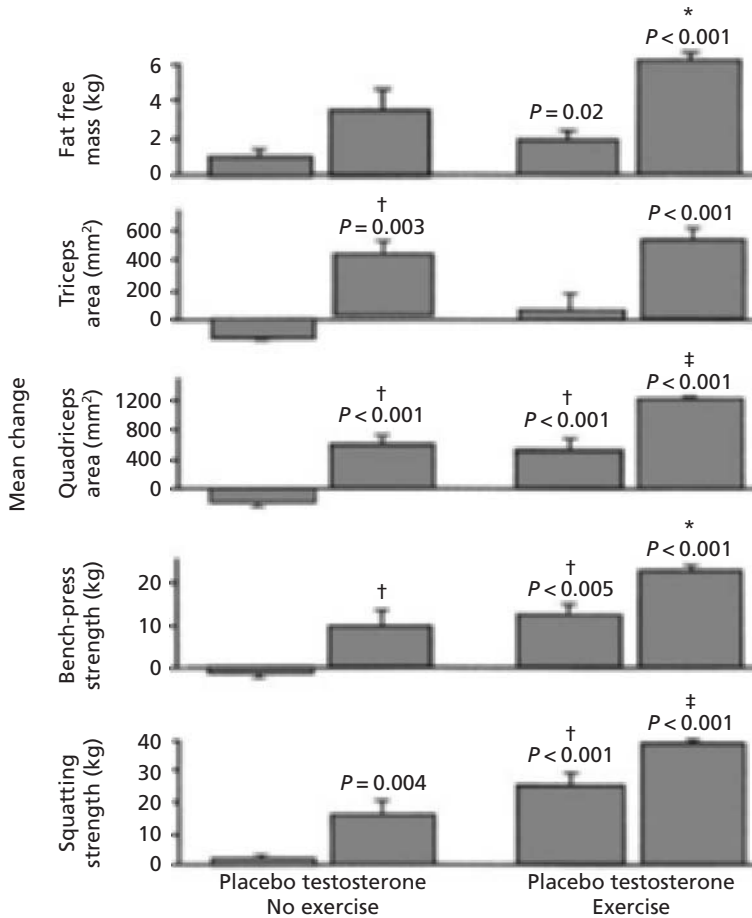 *
P < 0.001
P = 0.02
Fat free
mass (kg)
6
4
2
0
†
P = 0.003
P < 0.001
Triceps
area (mm²)
600
400
200
0
Mean change
‡
P < 0.001
†
P < 0.001
†
P < 0.001
Quadriceps
area (mm²)
1200
800
400
0
*
P < 0.001
†
P < 0.005
†
Bench-press
strength (kg)
20
10
0
‡
P < 0.001
†
P < 0.001
P = 0.004
Squatting
strength (kg)
40
30
20
10
0
Placebo testosterone
No exercise
Placebo testosterone
Exercise